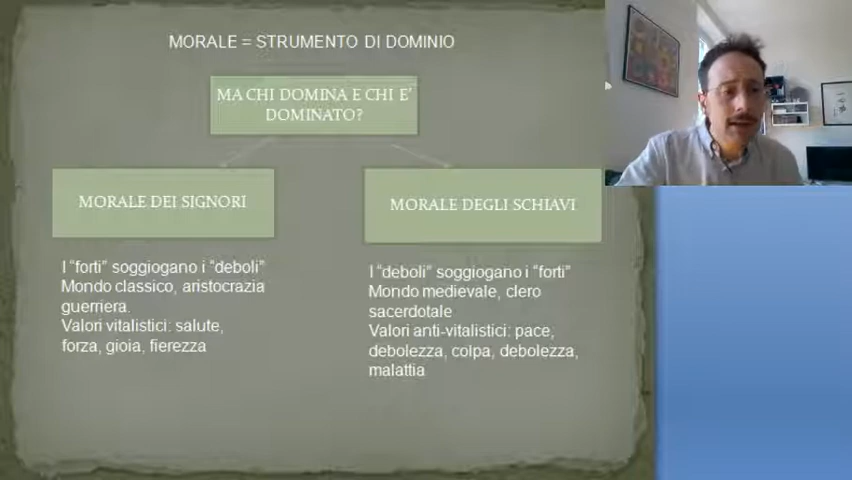 MORALE = STRUMENTO DI DOMINIO
MA CHI DOMINA E CHI E'
DOMINATO?
MORALE DEI SIGNORI
MORALE DEGLI SCHIAVI
I "forti" soggiogano i "deboli"
Mondo classico, aristocrazia
guerriera.
Valori vitalistici: salute,
forza, gioia, fierezza
I "deboli" soggiogano i "forti"
Mondo medievale, clero
sacerdotale
Valori anti-vitalistici: pace,
debolezza, colpa, debolezza,
malattia